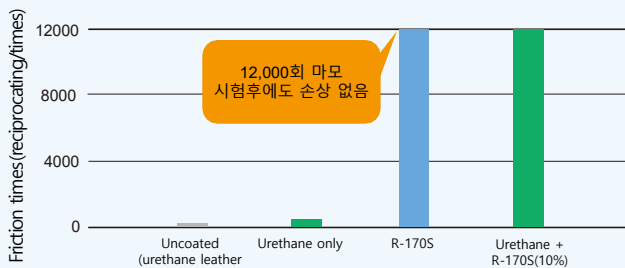 Friction times(reciprocating/times)
12000
8000
4000
0
12,000회 마모
시험후에도 손상 없음
Uncoated
(urethane leather
Urethane only
R-170S
Urethane +
R-170S(10%)